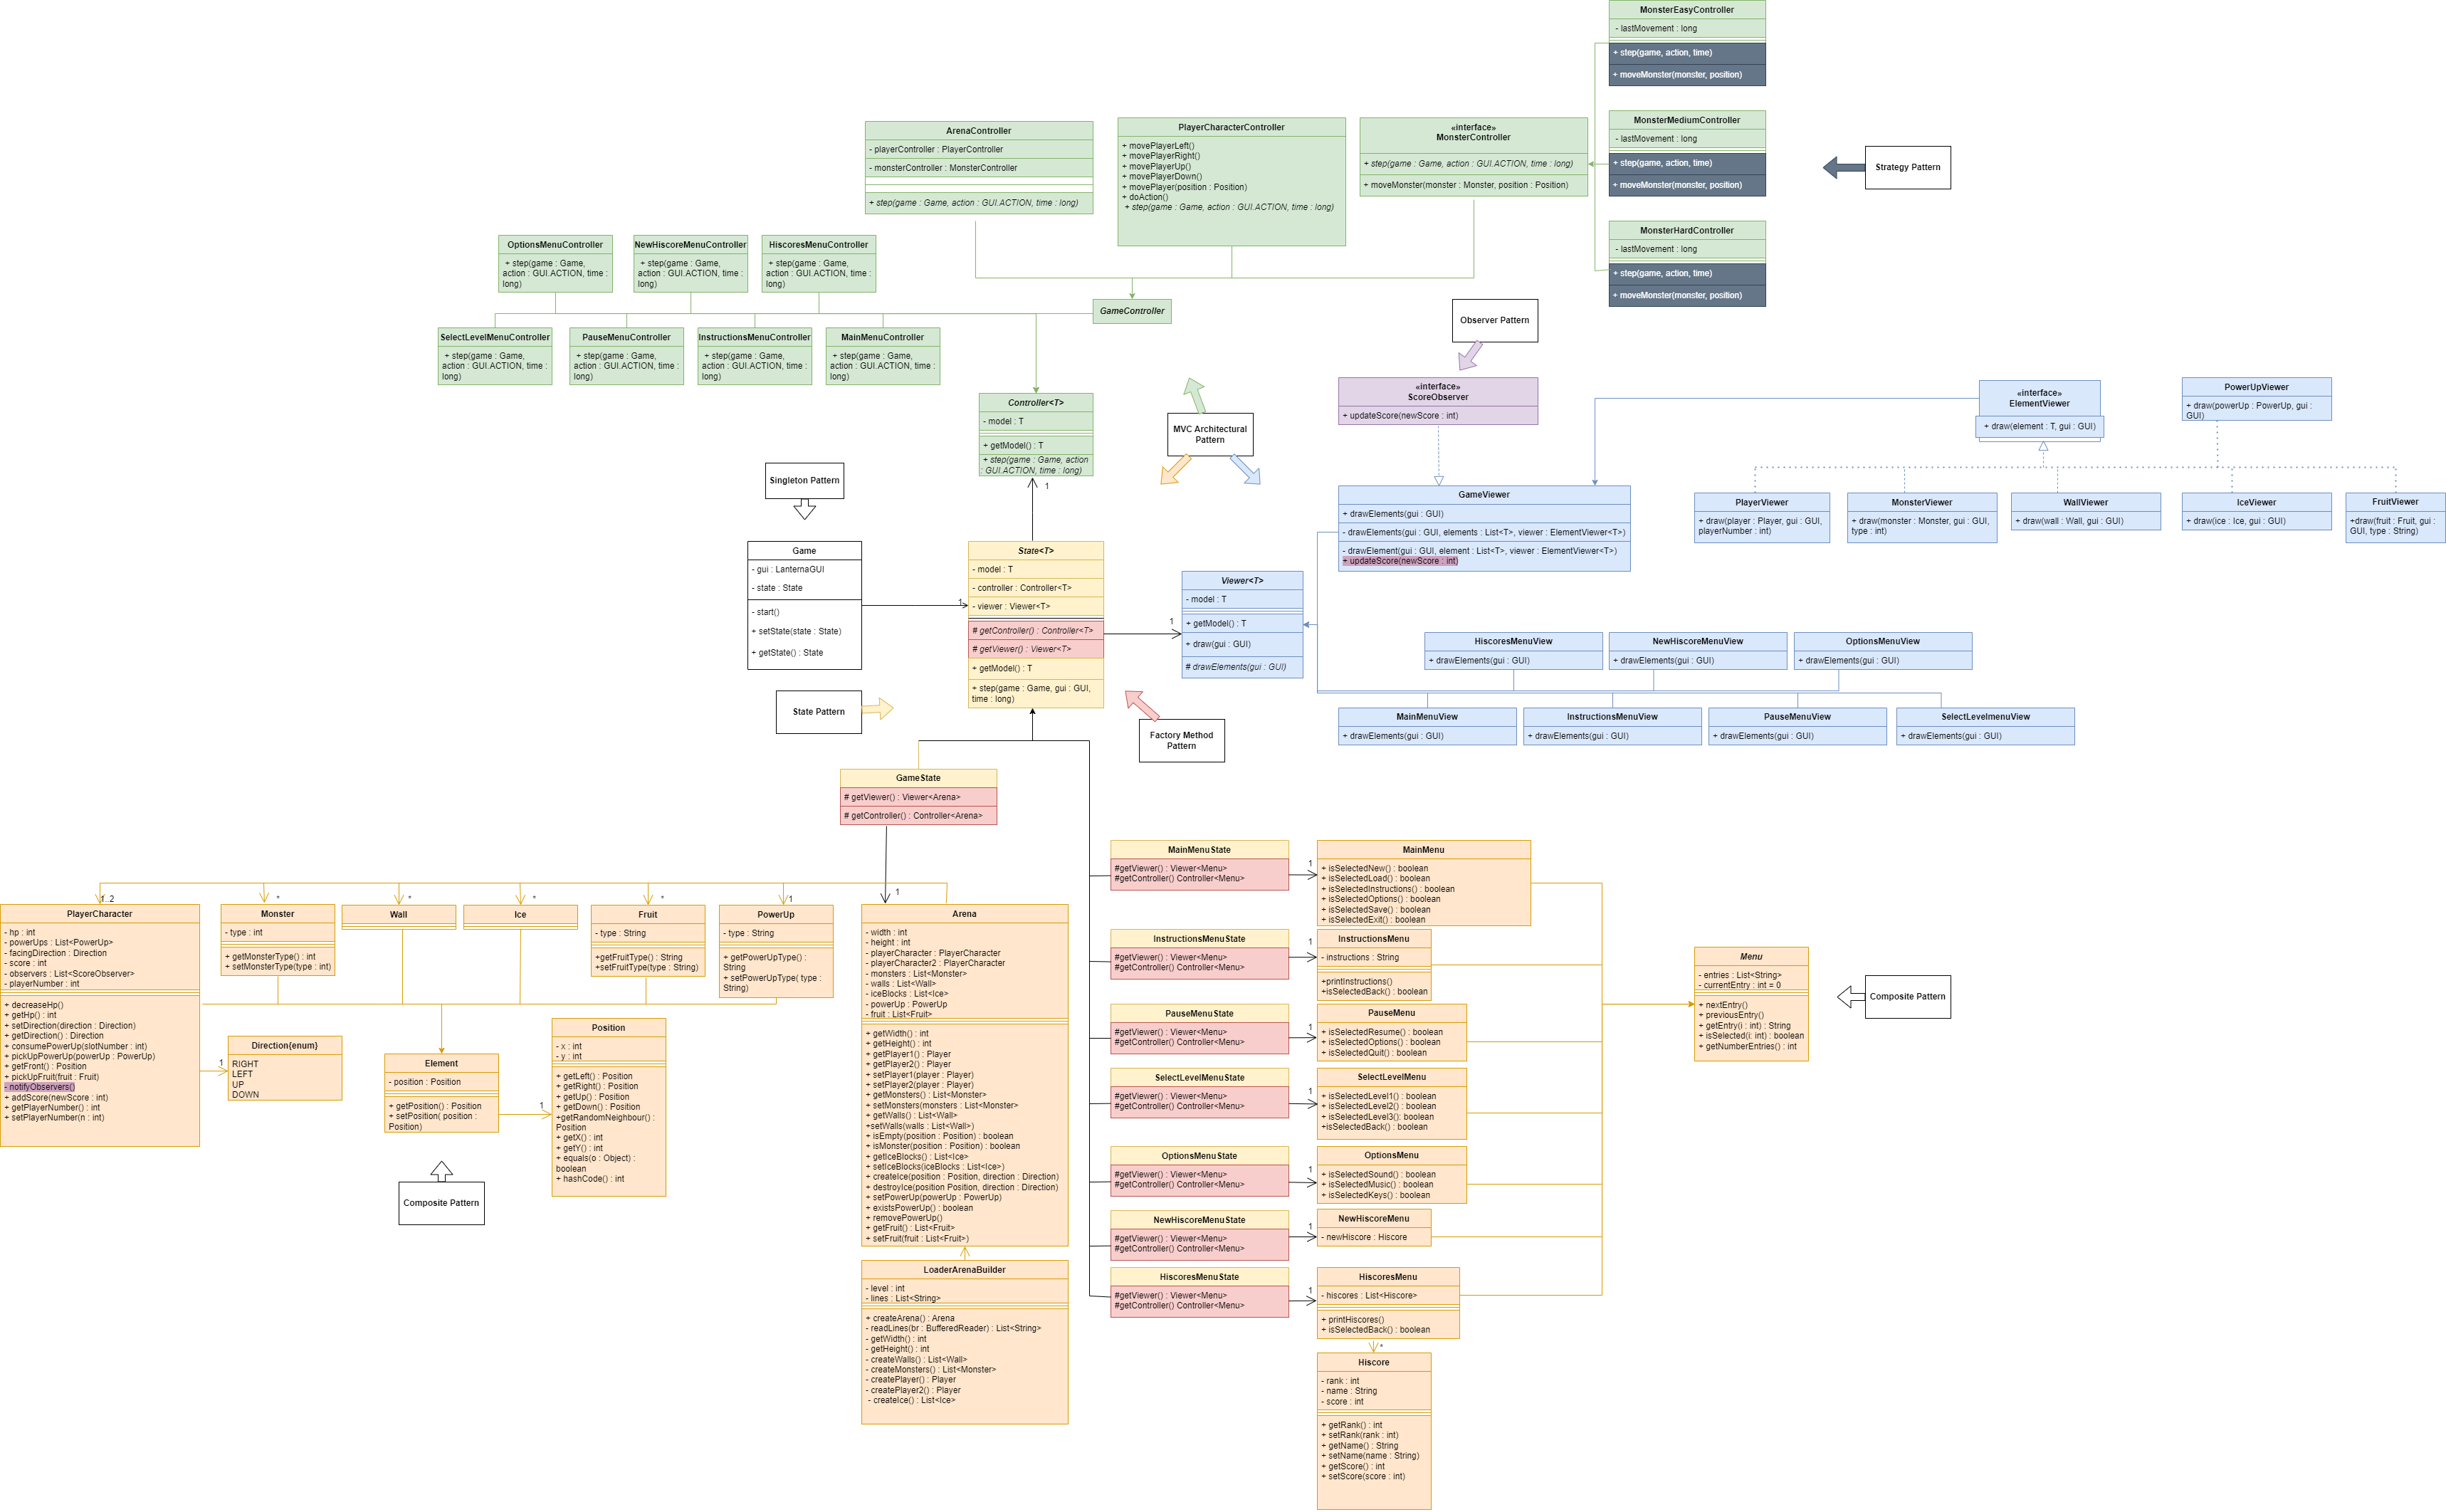 MonsterEasyController
- lastMovement : long
+ step(game, action, time)
+ moveMonster(monster, position)
MonsterMediumController
- lastMovement : long
+ step(game, action, time)
+ moveMonster(monster, position)
MonsterHardController
- lastMovement : long
+ step(game, action, time)
+ moveMonster(monster, position)
Strategy Pattern
ArenaController
- playerController : PlayerController
- monsterController : MonsterController
+ step(game : Game, action : GUI.ACTION, time : long)
PlayerCharacterController
+ movePlayerLeft()
+ movePlayerRight()
+ movePlayerUp()
+ movePlayerDown()
+ movePlayer(position : Position)
+ doAction()
+ step(game : Game, action : GUI.ACTION, time : long)
«interface»
MonsterController
+ step(game : Game, action : GUI.ACTION, time : long)
+ moveMonster(monster : Monster, position : Position)
OptionsMenuController
+ step(game : Game,
action : GUI.ACTION, time :
long)
NewHiscoreMenuController
+ step(game : Game,
action : GUI.ACTION, time :
long)
HiscoresMenuController
+ step(game : Game,
action : GUI.ACTION, time :
long)
SelectLevelMenuController
+ step(game : Game,
action : GUI.ACTION, time :
long)
PauseMenuController
+ step(game : Game,
action : GUI.ACTION, time :
long)
InstructionsMenuController
+ step(game : Game,
action : GUI.ACTION, time :
long)
MainMenuController
+ step(game : Game,
action : GUI.ACTION, time :
long)
GameController
Controller<T>
- model : T
+ getModel() : T
+ step(game : Game, action
: GUI.ACTION, time : long)
1
MVC Architectural
Pattern
Observer Pattern
«interface»
ScoreObserver
+ updateScore(newScore : int)
GameViewer
+ drawElements(gui : GUI)
- drawElements(gui : GUI, elements : List<T>, viewer : ElementViewer<T>)
- drawElement(gui : GUI, element : List<T>, viewer : ElementViewer<T>)
+ updateScore(newScore : int)
«interface»
ElementViewer
+ draw(element : T, gui : GUI)
PowerUpViewer
+ draw(powerUp : PowerUp, gui :
GUI)
PlayerViewer
+ draw(player : Player, gui : GUI,
playerNumber : int)
MonsterViewer
+ draw(monster : Monster, gui : GUI,
type : int)
WallViewer
+ draw(wall : Wall, gui : GUI)
IceViewer
+ draw(ice : Ice, gui : GUI)
FruitViewer
+draw(fruit : Fruit, gui :
GUI, type : String)
Singleton Pattern
Game
- gui : LanternaGUI
- state : State
- start()
+ setState(state : State)
+ getState() : State
1
State<T>
- model : T
- controller : Controller<T>
- viewer : Viewer<T>
# getController() : Controller<T>
# getViewer() : Viewer<T>
+ getModel() : T
+ step(game : Game, gui : GUI,
time : long)
1
Viewer<T>
- model : T
+ getModel() : T
+ draw(gui : GUI)
# drawElements(gui : GUI)
State Pattern
Factory Method
Pattern
HiscoresMenuView
+ drawElements(gui : GUI)
NewHiscoreMenuView
+ drawElements(gui : GUI)
OptionsMenuView
+ drawElements(gui : GUI)
MainMenuView
+ drawElements(gui : GUI)
InstructionsMenuView
+ drawElements(gui : GUI)
PauseMenuView
+ drawElements(gui : GUI)
SelectLevelmenuView
+ drawElements(gui : GUI)
GameState
# getViewer() : Viewer<Arena>
# getController() : Controller<Arena>
1
1..2
*
*
*
*
1
PlayerCharacter
- hp : int
- powerUps : List<PowerUp>
- facingDirection : Direction
- score : int
- observers : List<ScoreObserver>
- playerNumber : int
+ decreaseHp()
+ getHp() : int
+ setDirection(direction : Direction)
+ getDirection() : Direction
+ consumePowerUp(slotNumber : int)
+ pickUpPowerUp(powerUp : PowerUp)
+ getFront() : Position
+ pickUpFruit(fruit : Fruit)
- notifyObservers()
+ addScore(newScore : int)
+ getPlayerNumber() : int
+ setPlayerNumber(n : int)
Monster
- type : int
+ getMonsterType() : int
+ setMonsterType(type : int)
Wall
Ice
Fruit
- type : String
+getFruitType() : String
+setFruitType(type : String)
PowerUp
- type : String
+ getPowerUpType() :
String
+ setPowerUpType( type :
String)
1
Direction{enum}
RIGHT
LEFT
UP
DOWN
Element
- position : Position
+ getPosition() : Position
+ setPosition( position :
Position)
1
Position
- x : int
- y : int
+ getLeft() : Position
+ getRight() : Position
+ getUp() : Position
+ getDown() : Position
+getRandomNeighbour() :
Position
+ getX() : int
+ getY() : int
+ equals(o : Object) :
boolean
+ hashCode() : int
Composite Pattern
Arena
- width : int
- height : int
- playerCharacter : PlayerCharacter
- playerCharacter2 : PlayerCharacter
- monsters : List<Monster>
- walls : List<Wall>
- iceBlocks : List<Ice>
- powerUp : PowerUp
- fruit : List<Fruit>
+ getWidth() : int
+ getHeight() : int
+ getPlayer1() : Player
+ getPlayer2() : Player
+ setPlayer1(player : Player)
+ setPlayer2(player : Player)
+ getMonsters() : List<Monster>
+ setMonsters(monsters : List<Monster>
+ getWalls() : List<Wall>
+setWalls(walls : List<Wall>)
+ isEmpty(position : Position) : boolean
+ isMonster(position : Position) : boolean
+ getIceBlocks() : List<Ice>
+ setIceBlocks(iceBlocks : List<Ice>)
+ createIce(position : Position, direction : Direction)
+ destroyIce(position Position, direction : Direction)
+ setPowerUp(powerUp : PowerUp)
+ existsPowerUp() : boolean
+ removePowerUp()
+ getFruit() : List<Fruit>
+ setFruit(fruit : List<Fruit>)
LoaderArenaBuilder
- level : int
- lines : List<String>
+ createArena() : Arena
- readLines(br : BufferedReader) : List<String>
- getWidth() : int
- getHeight() : int
- createWalls() : List<Wall>
- createMonsters() : List<Monster>
- createPlayer() : Player
- createPlayer2() : Player
- createIce() : List<Ice>
MainMenuState
#getViewer() : Viewer<Menu>
#getController() Controller<Menu>
1
MainMenu
+ isSelectedNew() : boolean
+ isSelectedLoad() : boolean
+ isSelectedInstructions() : boolean
+ isSelectedOptions() : boolean
+ isSelectedSave() : boolean
+ isSelectedExit() : boolean
InstructionsMenuState
#getViewer() : Viewer<Menu>
#getController() Controller<Menu>
1
InstructionsMenu
- instructions : String
+printInstructions()
+isSelectedBack() : boolean
PauseMenuState
#getViewer() : Viewer<Menu>
#getController() Controller<Menu>
1
PauseMenu
+ isSelectedResume() : boolean
+ isSelectedOptions() : boolean
+ isSelectedQuit() : boolean
SelectLevelMenuState
#getViewer() : Viewer<Menu>
#getController() Controller<Menu>
1
SelectLevelMenu
+ isSelectedLevel1() : boolean
+ isSelectedLevel2() : boolean
+ isSelectedLevel3(): boolean
+isSelectedBack() : boolean
OptionsMenuState
#getViewer() : Viewer<Menu>
#getController() Controller<Menu>
1
OptionsMenu
+ isSelectedSound() : boolean
+ isSelectedMusic() : boolean
+ isSelectedKeys() : boolean
NewHiscoreMenuState
#getViewer() : Viewer<Menu>
#getController() Controller<Menu>
1
NewHiscoreMenu
- newHiscore : Hiscore
HiscoresMenuState
#getViewer() : Viewer<Menu>
#getController() Controller<Menu>
1
HiscoresMenu
- hiscores : List<Hiscore>
+ printHiscores()
+ isSelectedBack() : boolean
*
Hiscore
- rank : int
- name : String
- score : int
+ getRank() : int
+ setRank(rank : int)
+ getName() : String
+ setName(name : String)
+ getScore() : int
+ setScore(score : int)
Menu
- entries : List<String>
- currentEntry : int = 0
+ nextEntry()
+ previousEntry()
+ getEntry(i : int) : String
+ isSelected(i: int) : boolean
+ getNumberEntries() : int
Composite Pattern